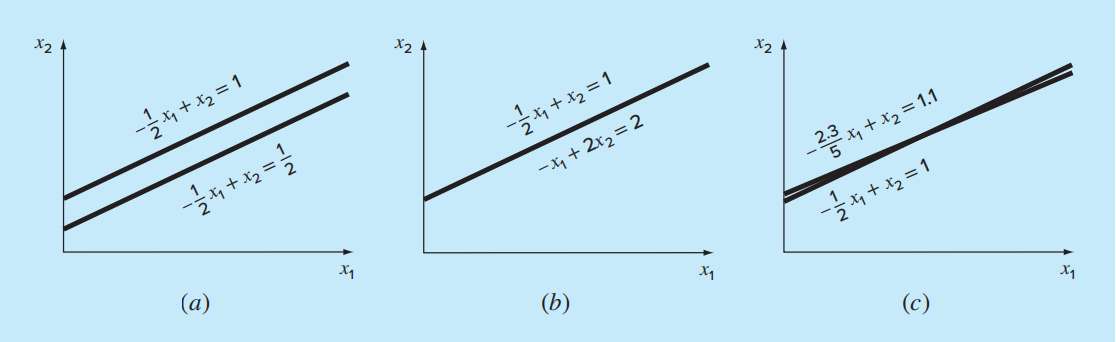 x₂
-1/2 x₁ + x₂ = 1
-1/2 x₁ + x₂ = 1/2
x₁
(a)
x₂
-1/2 x₁ + x₂ = 1
-x₁ + 2x₂ = 2
x₁
(b)
x₂
-2.3/5 x₁ + x₂ = 1.1
-1/2 x₁ + x₂ = 1
x₁
(c)